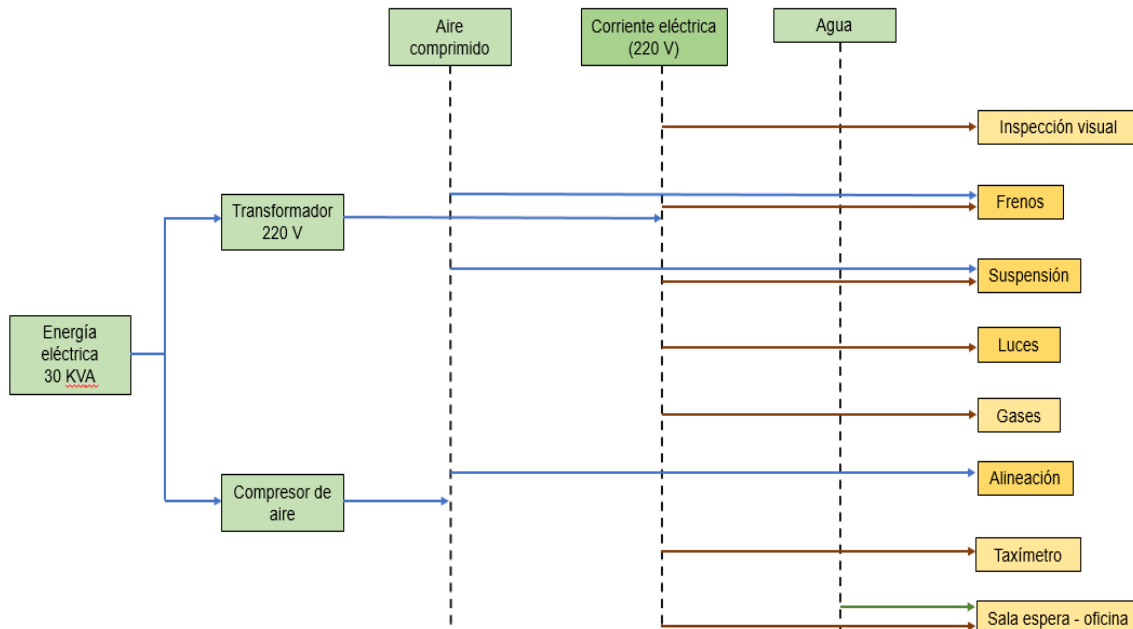 Aire
comprimido
Corriente eléctrica
(220 V)
Agua
Inspección visual
Transformador
220 V
Frenos
Suspensión
Energía
eléctrica
30 KVA
Luces
Gases
Compresor de
aire
Alineación
Taxímetro
Sala espera - oficina